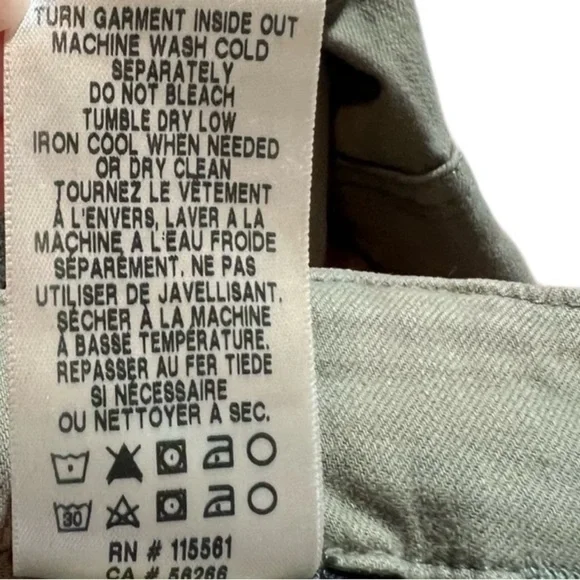 TURN GARMENT INSIDE OUT
MACHINE WASH COLD
SEPARATELY
DO NOT BLEACH
TUMBLE DRY LOW
IRON COOL WHEN NEEDED
OR DRY CLEAN
TOURNEZ LE VÊTEMENT
À L'ENVERS, LAVER A LA
MACHINE A L'EAU FROIDE
SÉPARÉMENT. NE PAS
UTILISER DE JAVELLISANT.
SÉCHER À LA MACHINE
À BASSE TEMPÉRATURE.
REPASSER AU FER TIEDE
SI NÉCESSAIRE
OU NETTOYER À SEC.
30
RN # 115561
CA # 56266